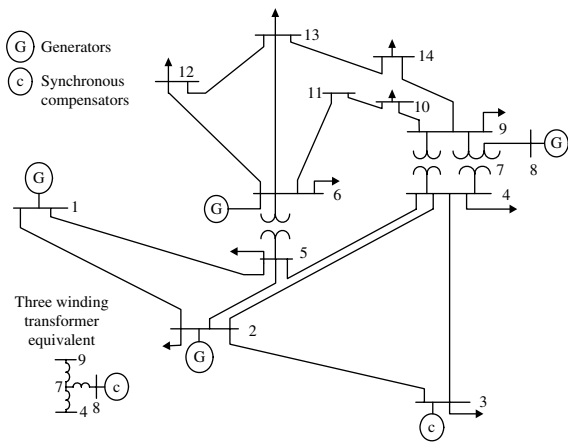 G Generators
c Synchronous
compensators
13
14
12
11
10
9
G
8
7
6
4
G
G
1
5
2
G
3
c
Three winding
transformer
equivalent
9
7
8
c
4